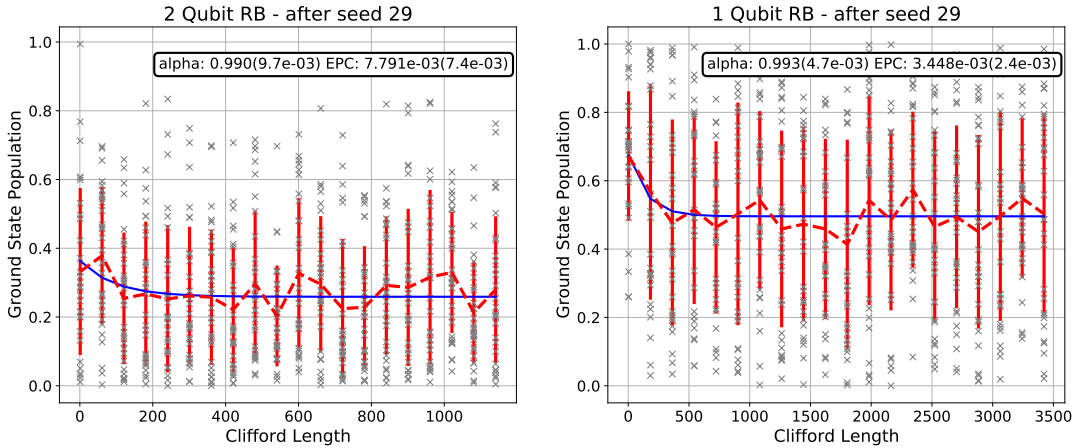 2 Qubit RB - after seed 29
alpha: 0.990(9.7e-03) EPC: 7.791e-03(7.4e-03)
Ground State Population
1.0
0.8
0.6
0.4
0.2
0.0
0 200 400 600 800 1000
Clifford Length
1 Qubit RB - after seed 29
alpha: 0.993(4.7e-03) EPC: 3.448e-03(2.4e-03)
Ground State Population
1.0
0.8
0.6
0.4
0.2
0.0
0 500 1000 1500 2000 2500 3000 3500
Clifford Length